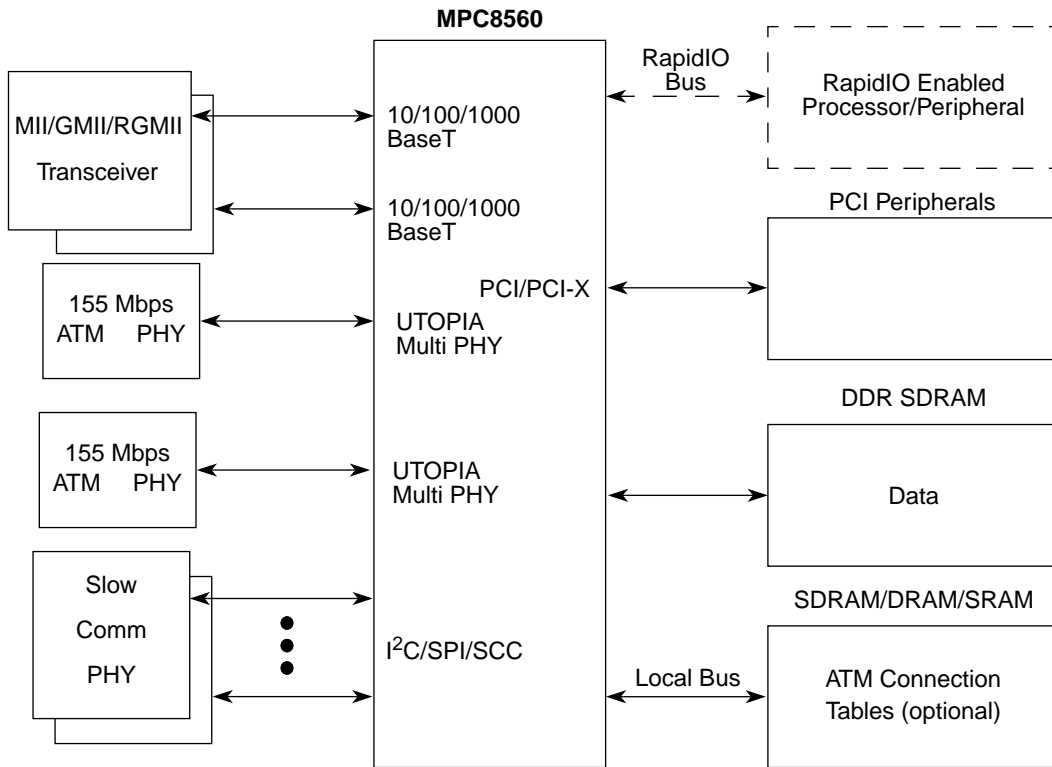 MPC8560
MII/GMII/RGMII
Transceiver
10/100/1000
BaseT
10/100/1000
BaseT
155 Mbps
ATM PHY
UTOPIA
Multi PHY
155 Mbps
ATM PHY
UTOPIA
Multi PHY
Slow
Comm
PHY
I²C/SPI/SCC
RapidIO
Bus
RapidIO Enabled
Processor/Peripheral
PCI Peripherals
PCI/PCI-X
DDR SDRAM
Data
SDRAM/DRAM/SRAM
Local Bus
ATM Connection
Tables (optional)